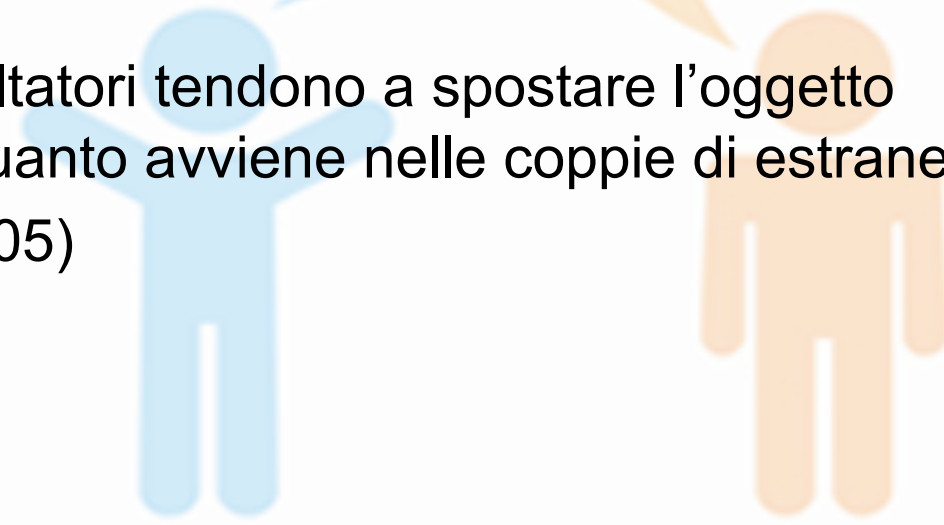 ltatori tendono a spostare l’oggetto
uanto avviene nelle coppie di estrane
05)